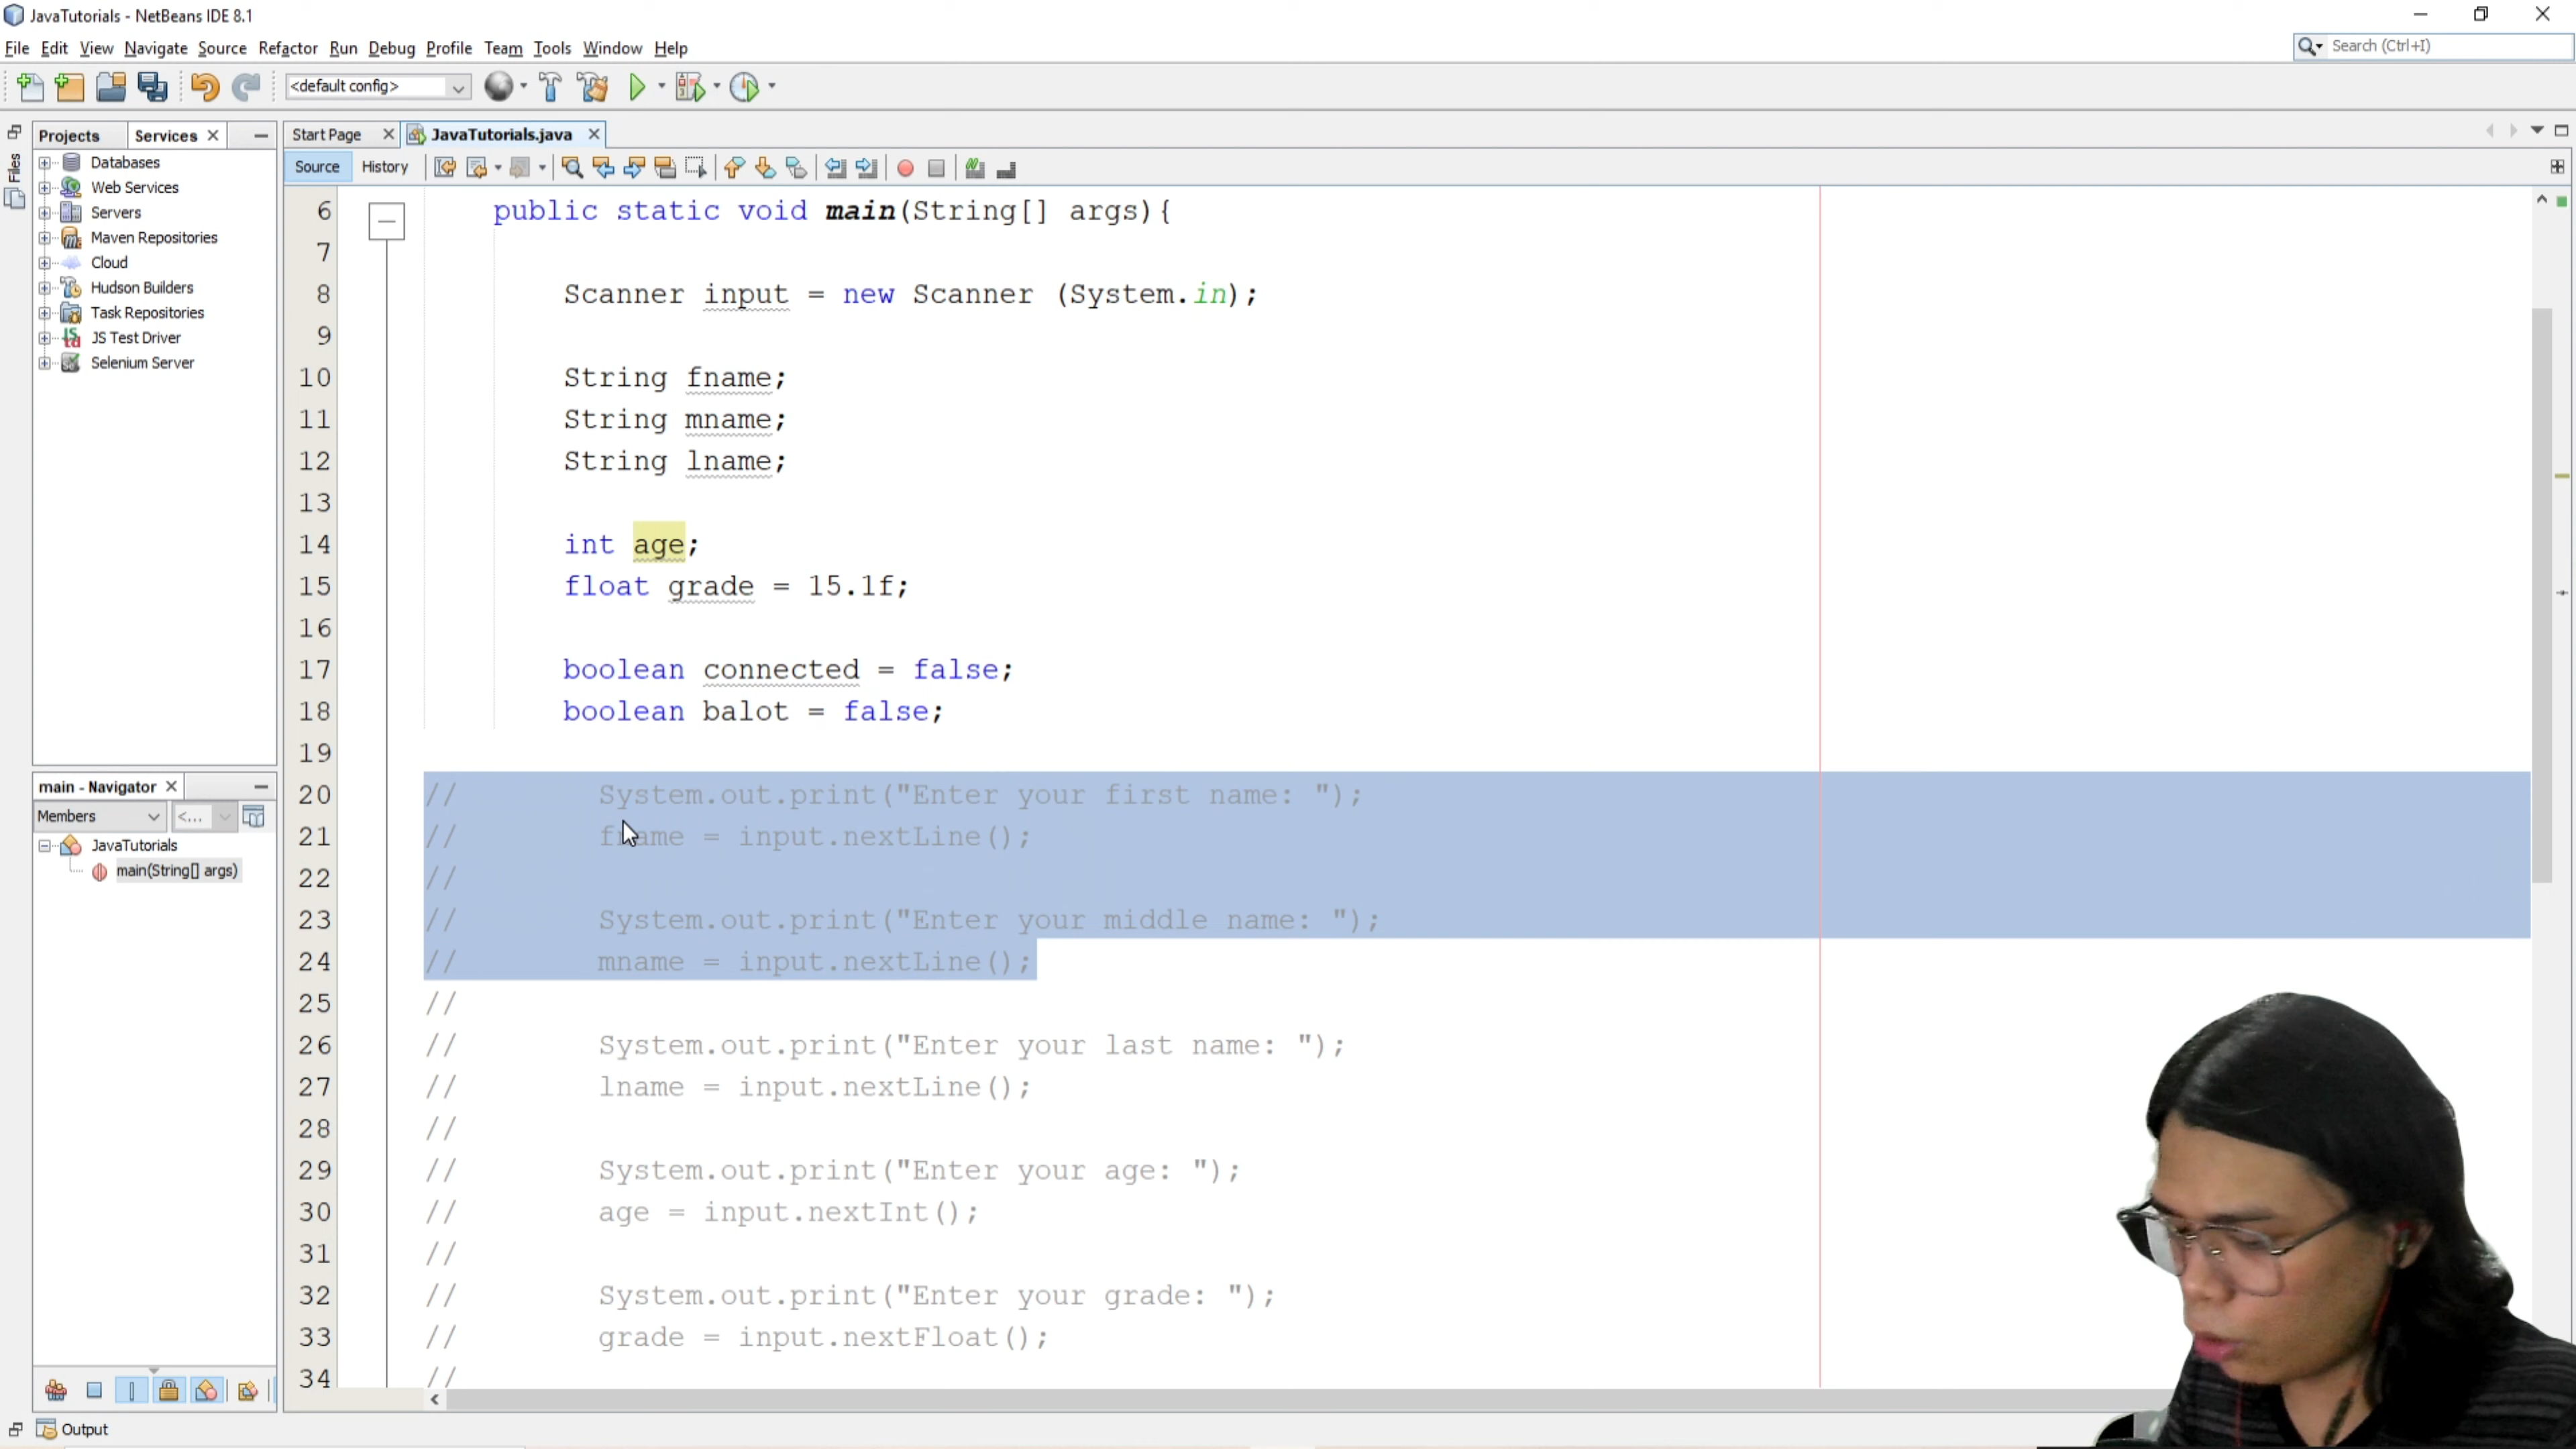 JavaTutorials - NetBeans IDE 8.1
File Edit View Navigate Source Refactor Run Debug Profile Team Tools Window Help
Search (Ctrl+I)
<default config>
Files
Projects Services
Databases
Web Services
Servers
Maven Repositories
Cloud
Hudson Builders
Task Repositories
JS Test Driver
Selenium Server
main - Navigator
Members <...
JavaTutorials
main(String[] args)
Start Page JavaTutorials.java
Source History
6 public static void main(String[] args){
7
8 Scanner input = new Scanner (System.in);
9
10 String fname;
11 String mname;
12 String lname;
13
14 int age;
15 float grade = 15.1f;
16
17 boolean connected = false;
18 boolean balot = false;
19
20 // System.out.print("Enter your first name: ");
21 // fname = input.nextLine();
22 //
23 // System.out.print("Enter your middle name: ");
24 // mname = input.nextLine();
25 //
26 // System.out.print("Enter your last name: ");
27 // lname = input.nextLine();
28 //
29 // System.out.print("Enter your age: ");
30 // age = input.nextInt();
31 //
32 // System.out.print("Enter your grade: ");
33 // grade = input.nextFloat();
34 //
Output